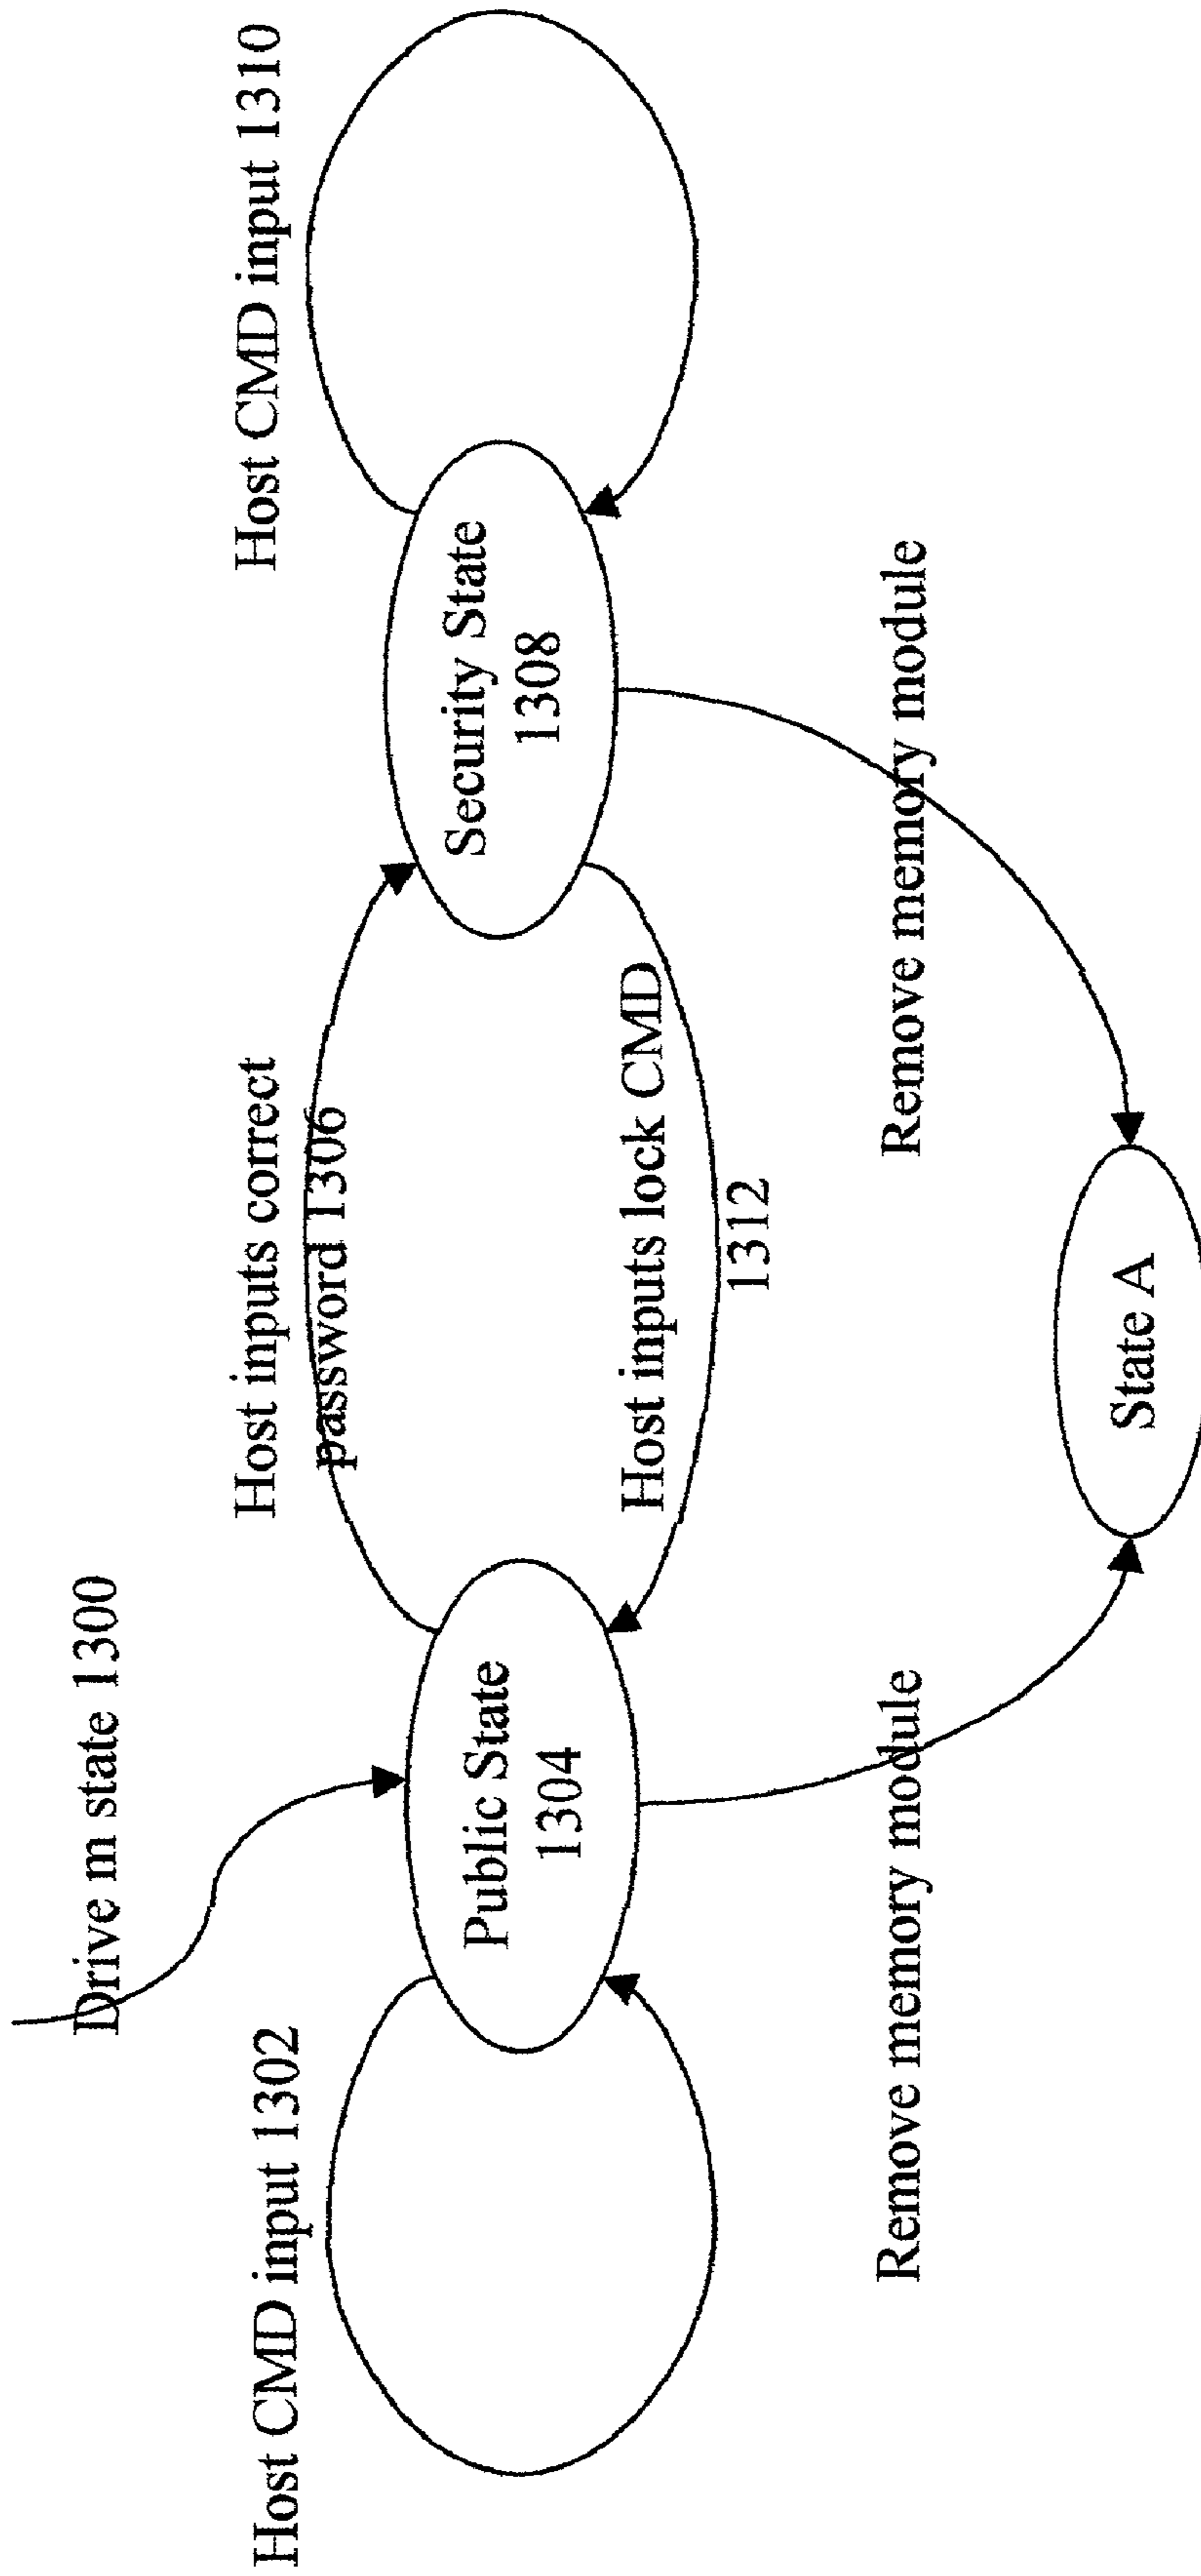 Drive m state 1300
Host CMD input 1302
Host inputs correct
password 1306
Host CMD input 1310
Public State
1304
Security State
1308
Host inputs lock CMD
1312
Remove memory module
Remove memory module
State A